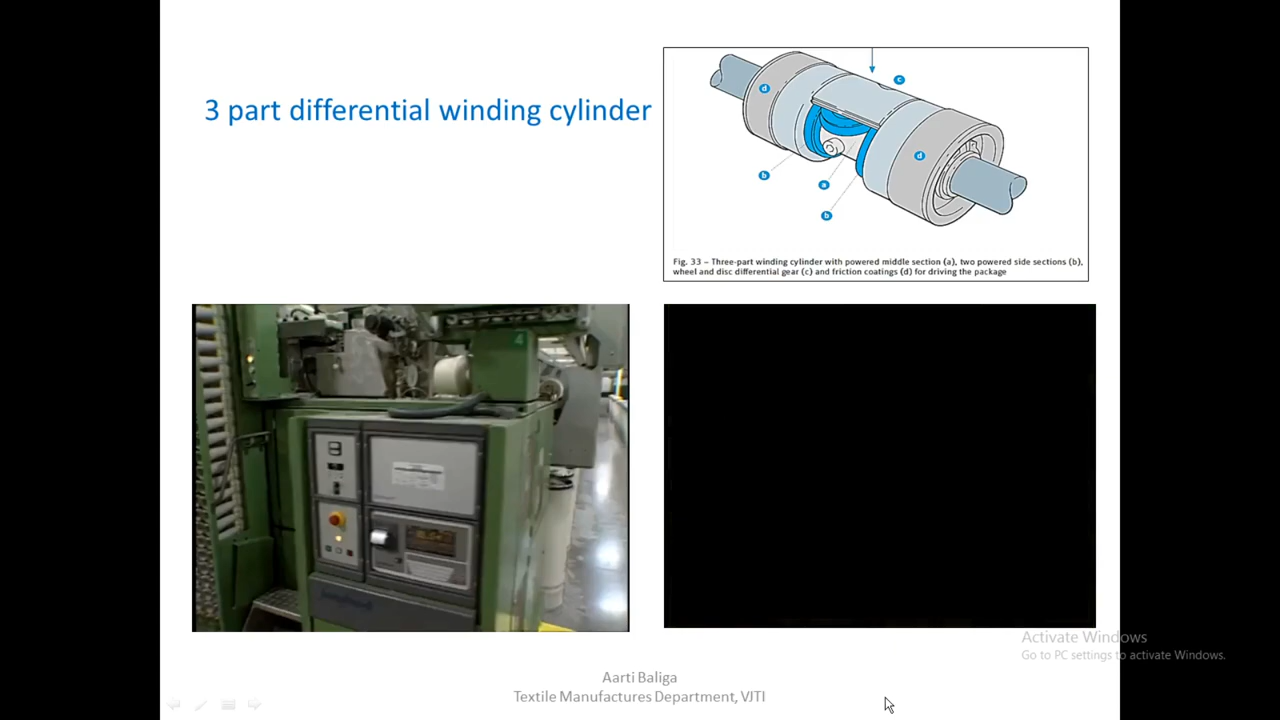 3 part differential winding cylinder
c
d
d
b
a
b
Fig. 33 – Three-part winding cylinder with powered middle section (a), two powered side sections (b),
wheel and disc differential gear (c) and friction coatings (d) for driving the package
4
Activate Windows
Go to PC settings to activate Windows.
Aarti Baliga
Textile Manufactures Department, VJTI